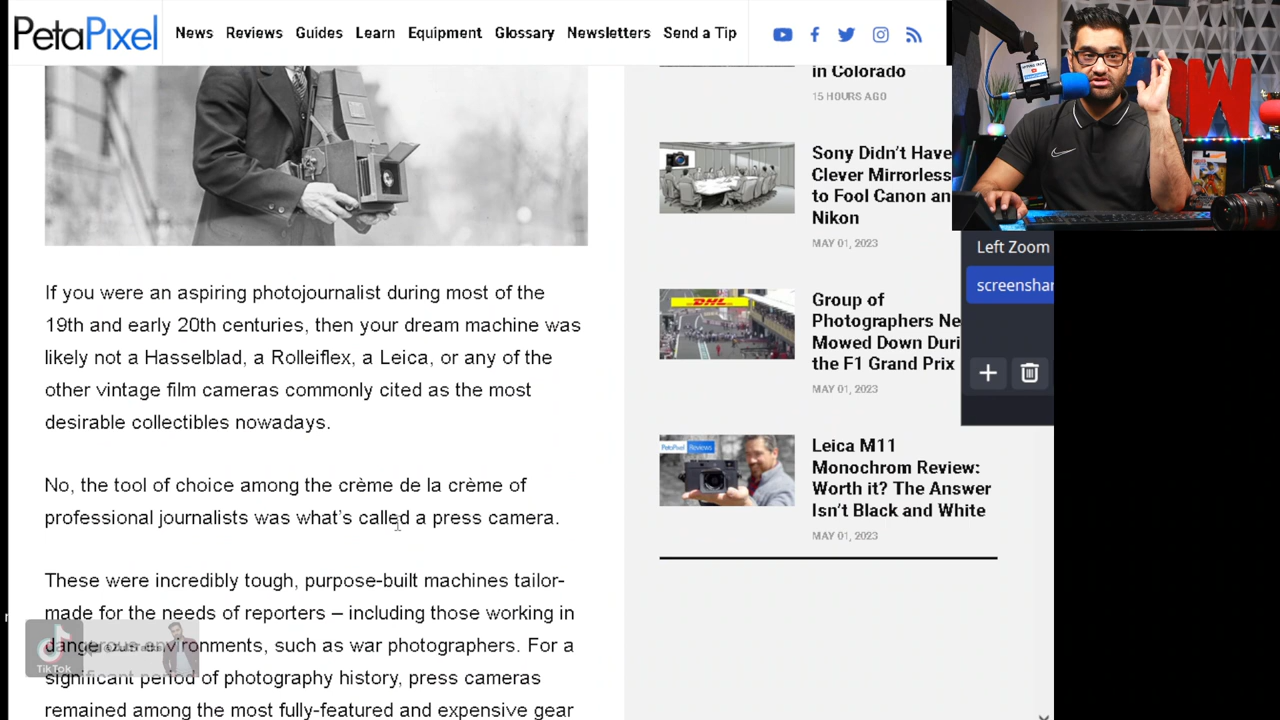 PetaPixel
News Reviews Guides Learn Equipment Glossary Newsletters Send a Tip
If you were an aspiring photojournalist during most of the
19th and early 20th centuries, then your dream machine was
likely not a Hasselblad, a Rolleiflex, a Leica, or any of the
other vintage film cameras commonly cited as the most
desirable collectibles nowadays.
No, the tool of choice among the crème de la crème of
professional journalists was what's called a press camera.
These were incredibly tough, purpose-built machines tailor-
made for the needs of reporters – including those working in
dangerous environments, such as war photographers. For a
significant period of photography history, press cameras
remained among the most fully-featured and expensive gear
in Colorado
15 HOURS AGO
Sony Didn't Have
Clever Mirrorless
to Fool Canon an
Nikon
MAY 01, 2023
DHL
Group of
Photographers Ne
Mowed Down Duri
the F1 Grand Prix
MAY 01, 2023
PetaPixel Reviews
Leica M11
Monochrom Review:
Worth it? The Answer
Isn't Black and White
MAY 01, 2023
Left Zoom
screenshar
TikTok